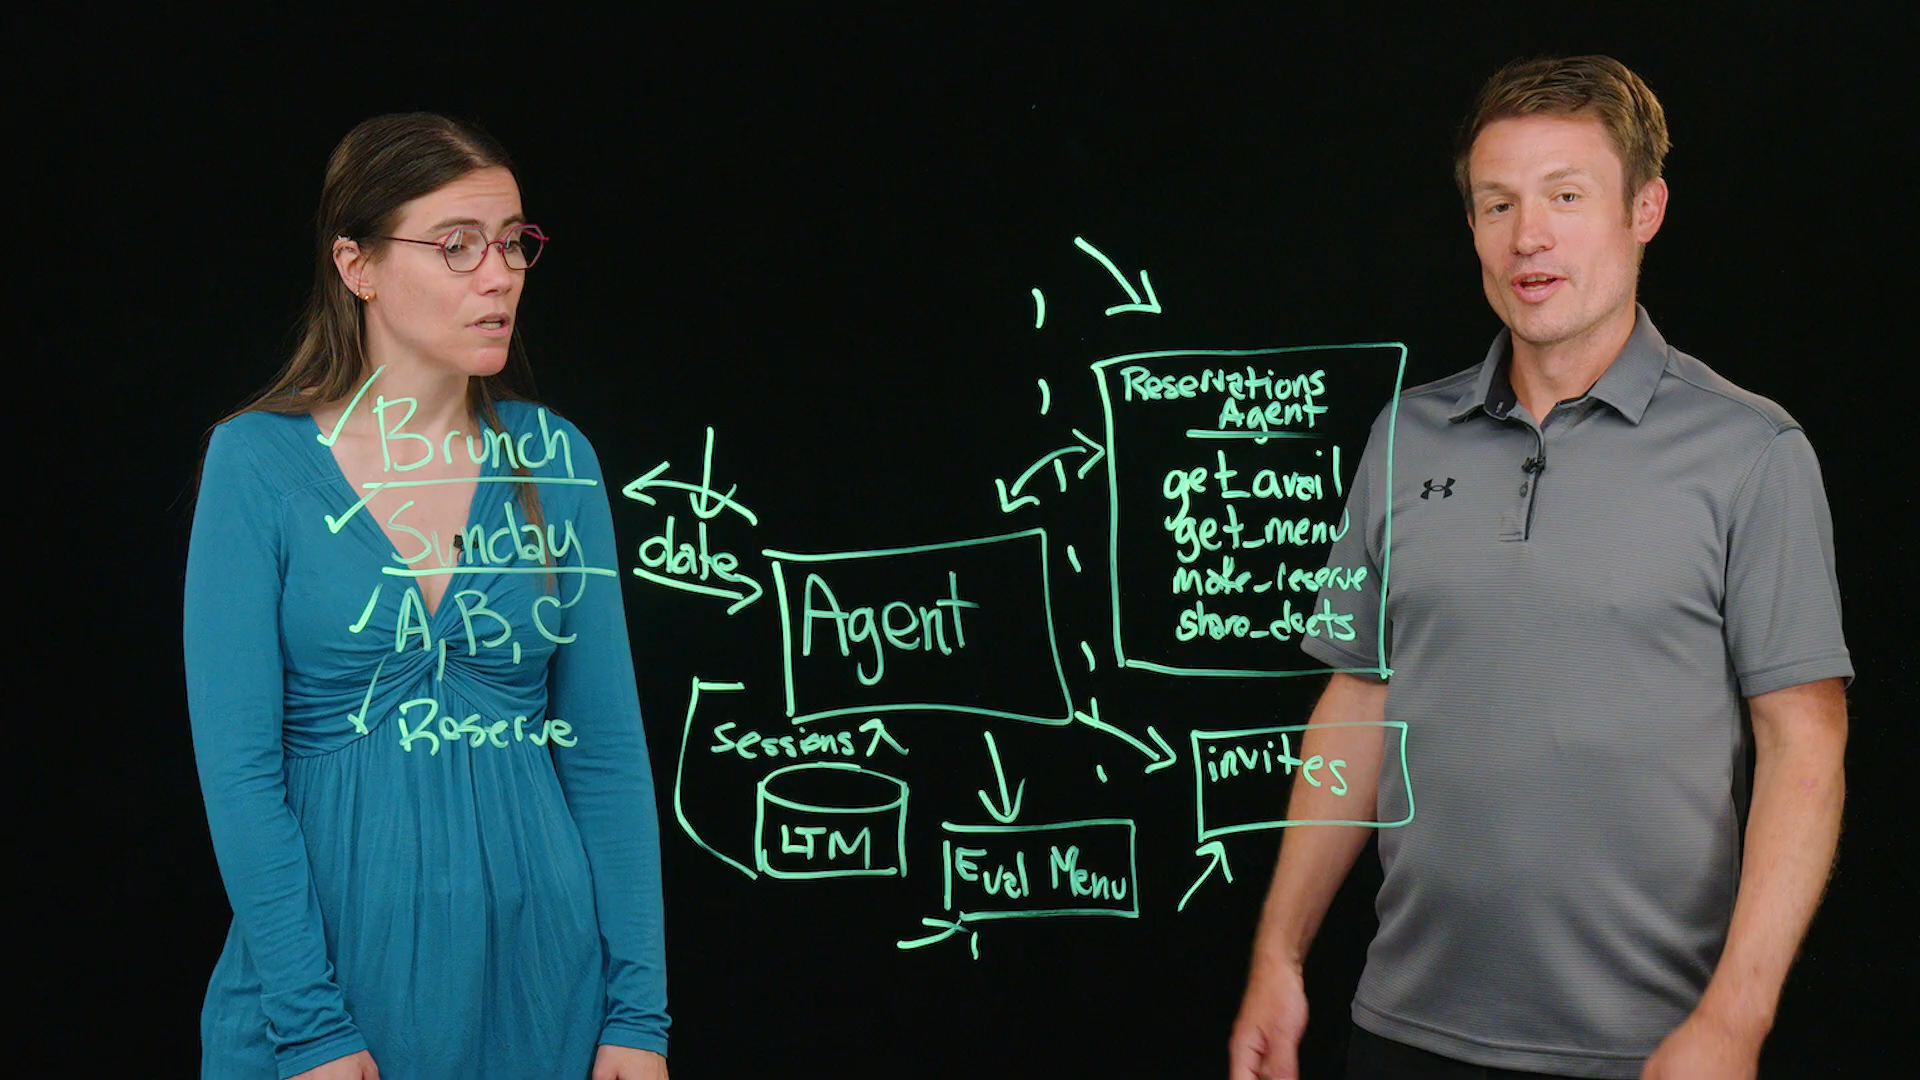 Brunch
Sunday
A, B, C
Reserve
date
Agent
sessions
LTM
Eval Menu
Reservations
Agent
get_avail
get_menu
make_reserve
share_deets
invites